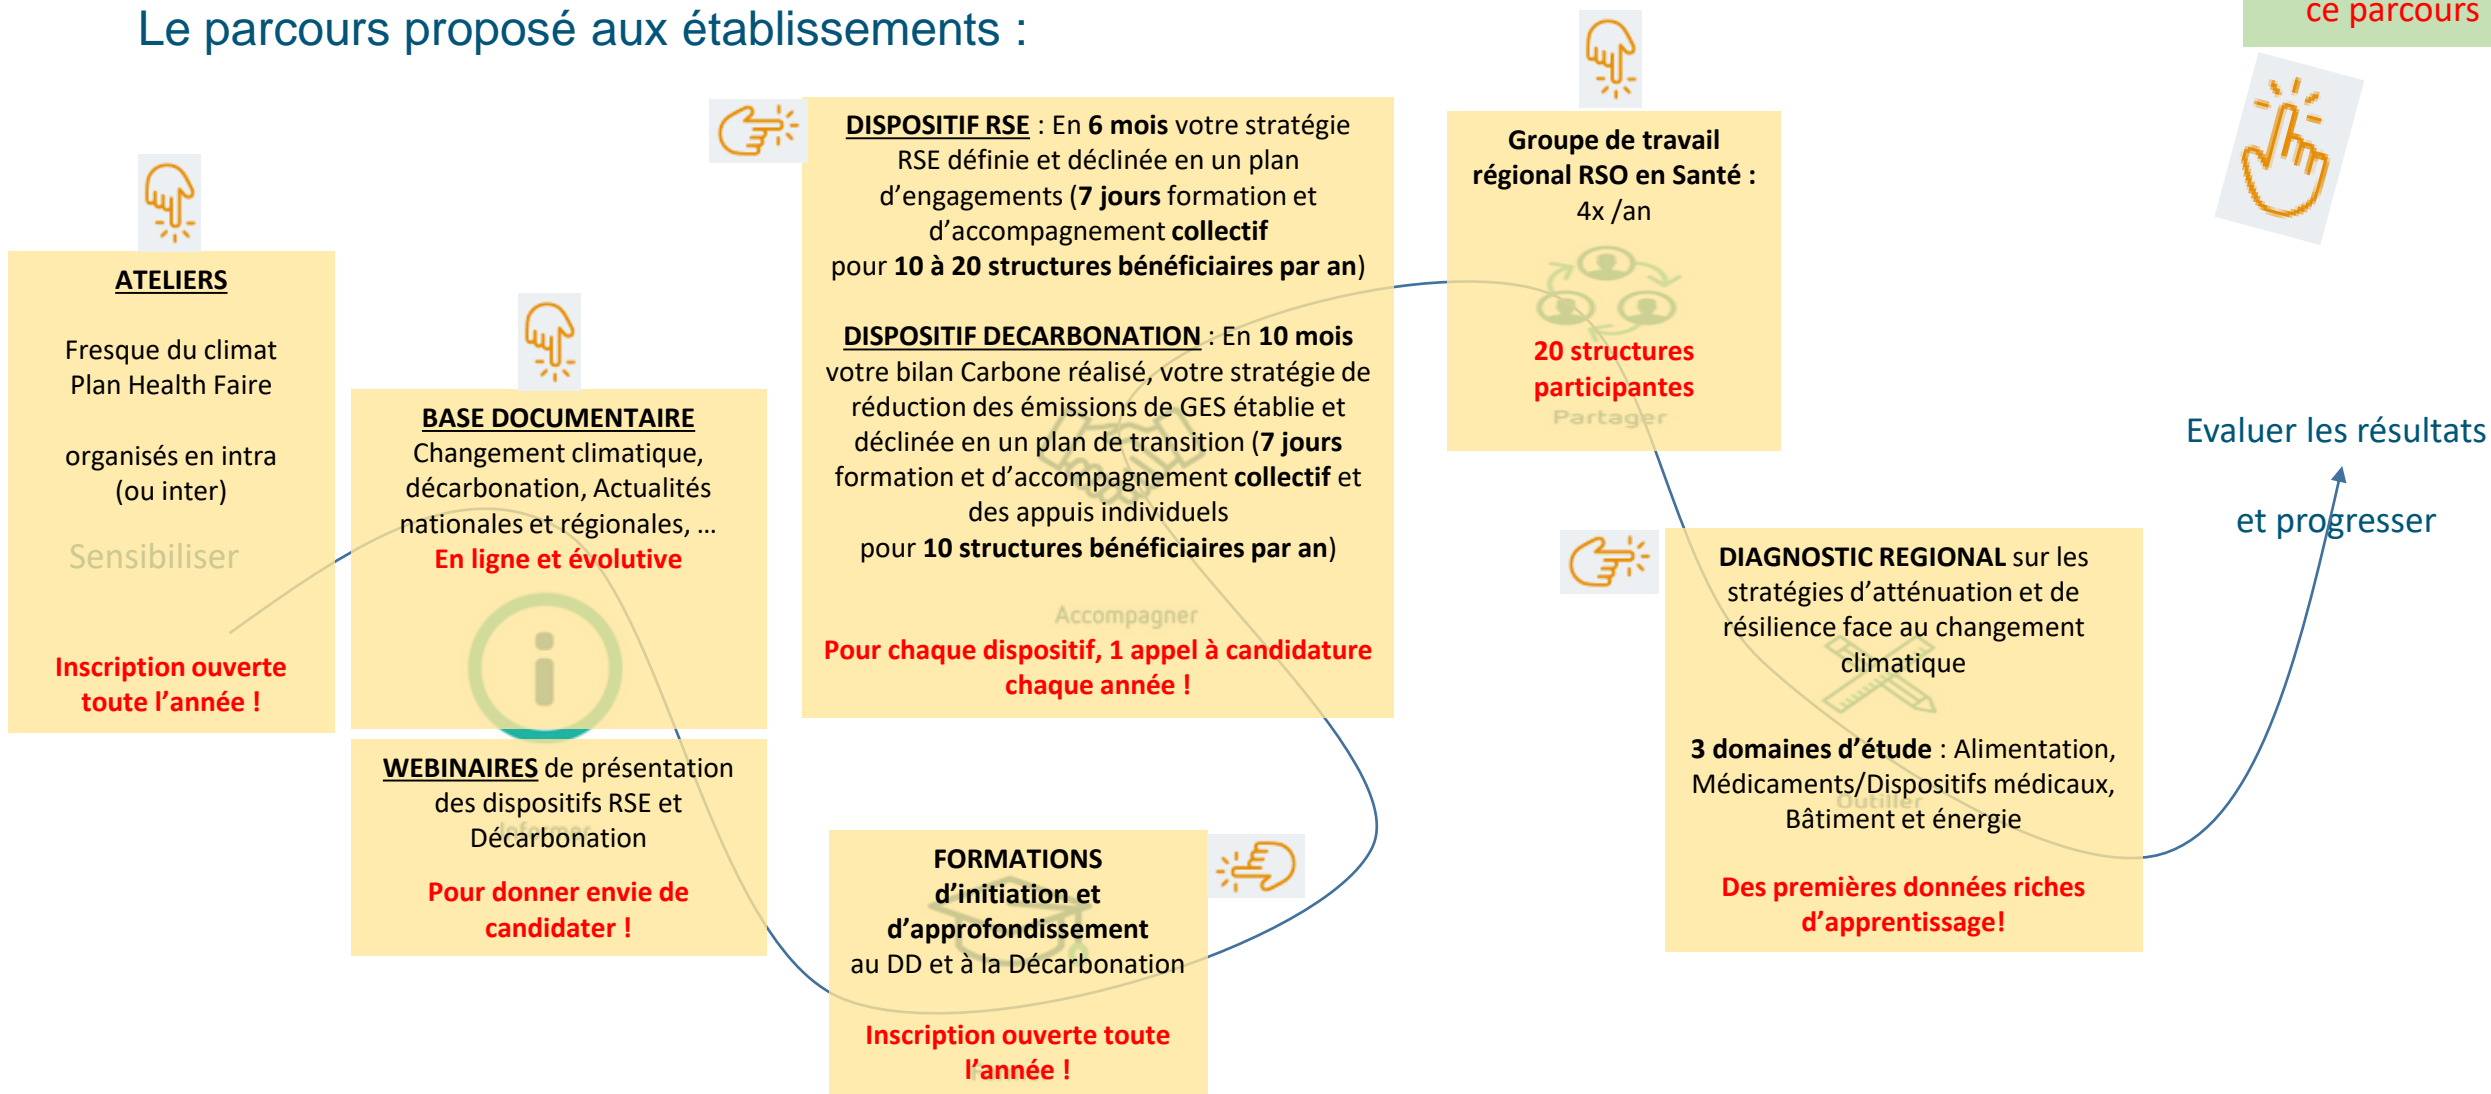 Le parcours proposé aux établissements :
ce parcours
ATELIERS
Fresque du climat
Plan Health Faire
organisés en intra
(ou inter)
Sensibiliser
Inscription ouverte
toute l’année !
BASE DOCUMENTAIRE
Changement climatique,
décarbonation, Actualités
nationales et régionales, ...
En ligne et évolutive
WEBINAIRES de présentation
des dispositifs RSE et
Informer
Décarbonation
Pour donner envie de
candidater !
DISPOSITIF RSE : En 6 mois votre stratégie
RSE définie et déclinée en un plan
d’engagements (7 jours formation et
d’accompagnement collectif
pour 10 à 20 structures bénéficiaires par an)
DISPOSITIF DECARBONATION : En 10 mois
votre bilan Carbone réalisé, votre stratégie de
réduction des émissions de GES établie et
déclinée en un plan de transition (7 jours
formation et d’accompagnement collectif et
des appuis individuels
pour 10 structures bénéficiaires par an)
Accompagner
Pour chaque dispositif, 1 appel à candidature
chaque année !
FORMATIONS
d’initiation et
d’approfondissement
au DD et à la Décarbonation
Inscription ouverte toute
l’année !
Groupe de travail
régional RSO en Santé :
4x /an
20 structures
participantes
Partager
DIAGNOSTIC REGIONAL sur les
stratégies d’atténuation et de
résilience face au changement
climatique
3 domaines d’étude : Alimentation,
Médicaments/Dispositifs médicaux,
Outiller
Bâtiment et énergie
Des premières données riches
d’apprentissage!
Evaluer les résultats
et progresser